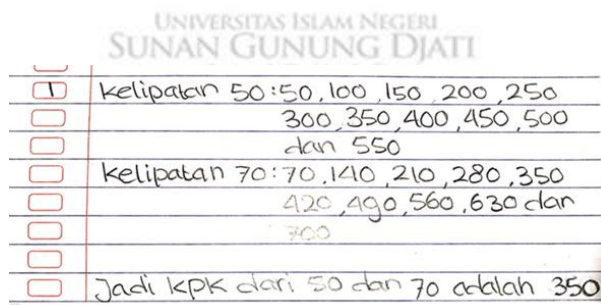 UNIVERSITAS ISLAM NEGERI
SUNAN GUNUNG DJATI
1 kelipatan 50:50,100,150,200,250
300,350,400,450,500
dan 550
kelipatan 70:70,140,210,280,350
420,490,560,630 dan
700
Jadi KPK dari 50 dan 70 adalah 350